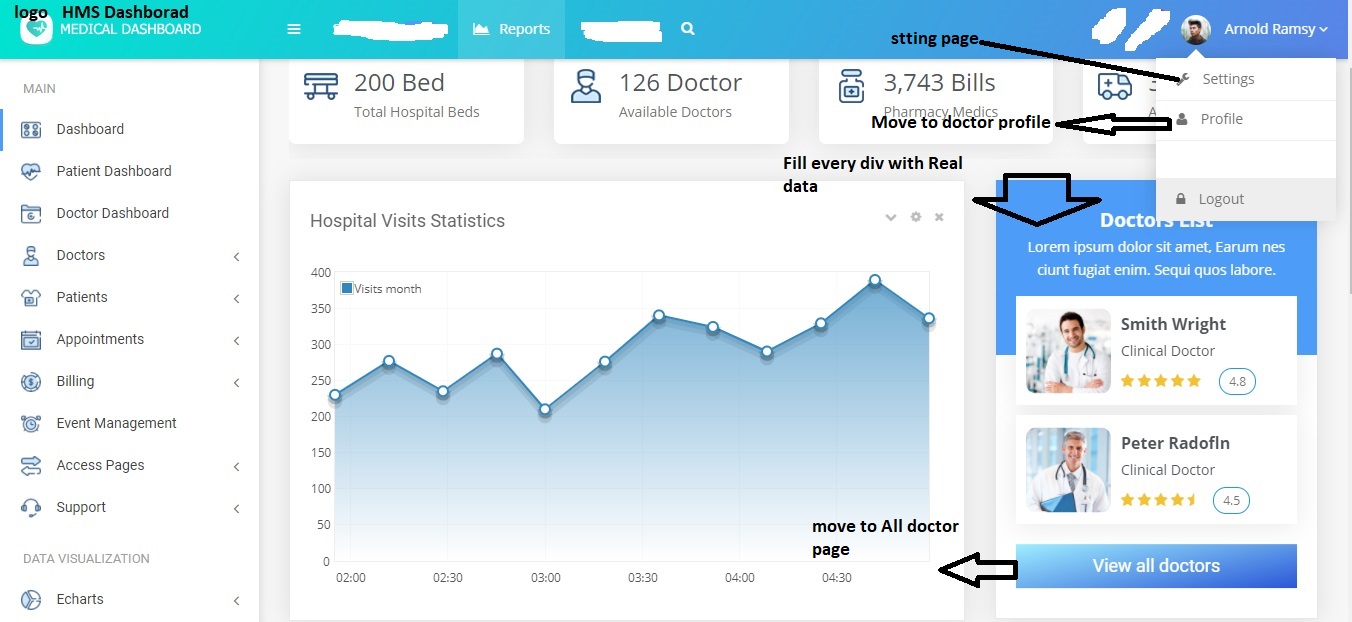 logo HMS Dashborad
MEDICAL DASHBOARD
Reports
Arnold Ramsy
stting page
Settings
Move to doctor profile
Profile
Logout
MAIN
Dashboard
Patient Dashboard
Doctor Dashboard
Doctors
Patients
Appointments
Billing
Event Management
Access Pages
Support
DATA VISUALIZATION
Echarts
200 Bed
Total Hospital Beds
126 Doctor
Available Doctors
3,743 Bills
Pharmacy Medics
Fill every div with Real
data
Hospital Visits Statistics
Visits month
400
350
300
250
200
150
100
50
0
02:00 02:30 03:00 03:30 04:00 04:30
Doctors List
Lorem ipsum dolor sit amet, Earum nes
ciunt fugiat enim. Sequi quos labore.
Smith Wright
Clinical Doctor
4.8
Peter Radofln
Clinical Doctor
4.5
move to All doctor
page
View all doctors